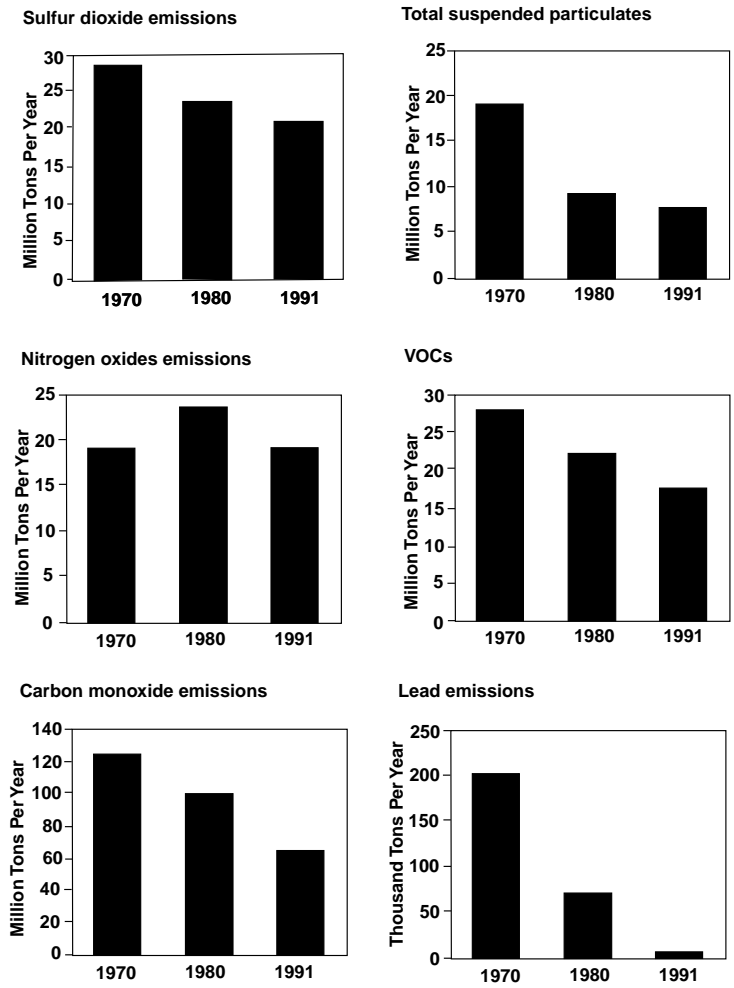 Sulfur dioxide emissions
Million Tons Per Year
30
25
20
15
10
5
0
1970 1980 1991
Total suspended particulates
Million Tons Per Year
25
20
15
10
5
0
1970 1980 1991
Nitrogen oxides emissions
Million Tons Per Year
25
20
15
10
5
0
1970 1980 1991
VOCs
Million Tons Per Year
30
25
20
15
10
5
0
1970 1980 1991
Carbon monoxide emissions
Million Tons Per Year
140
120
100
80
60
40
20
0
1970 1980 1991
Lead emissions
Thousand Tons Per Year
250
200
150
100
50
0
1970 1980 1991